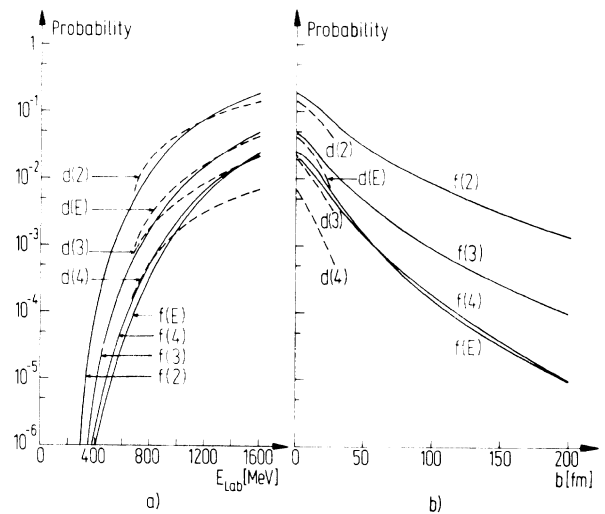 Probability
1
10^-1
10^-2
10^-3
10^-4
10^-5
10^-6
d(2)
d(E)
d(3)
d(4)
f(E)
f(4)
f(3)
f(2)
0 400 800 1200 1600
E_Lab [MeV]
a)
Probability
d(2)
d(E)
d(3)
d(4)
f(2)
f(3)
f(4)
f(E)
0 50 100 150 200
b[fm]
b)